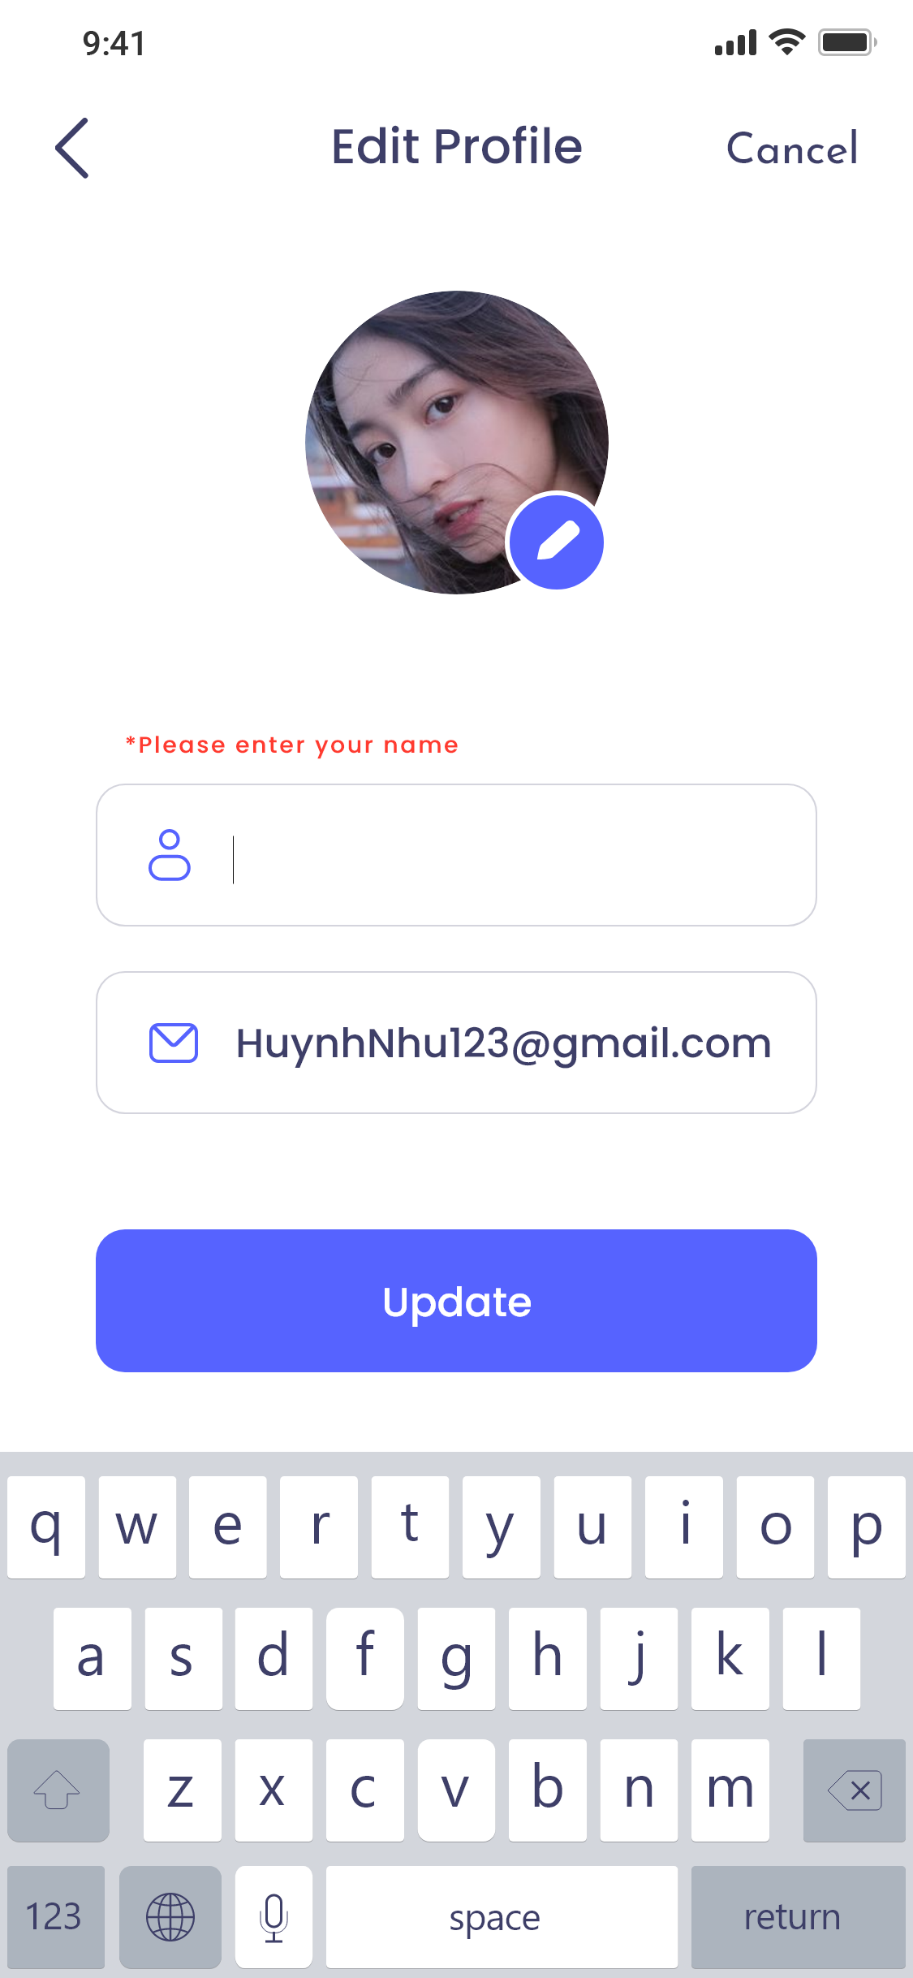 9:41
Edit Profile
Cancel
*Please enter your name
HuynhNhu123@gmail.com
Update
q w e r t y u i o p
a s d f g h j k l
z x c v b n m
123 space return